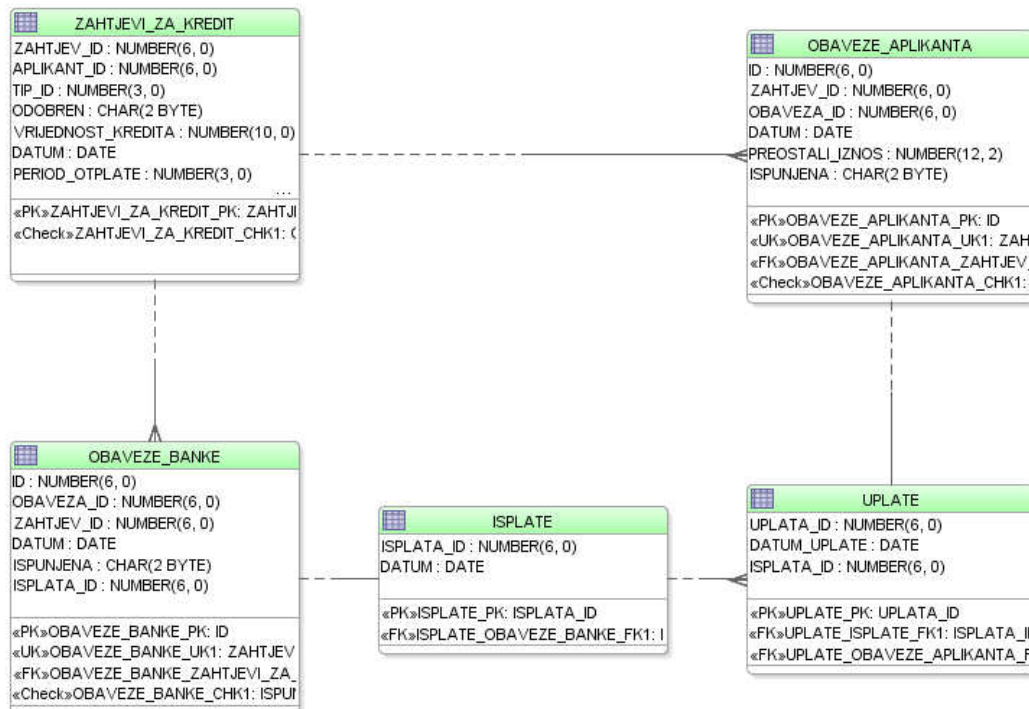 ZAHTJEVI_ZA_KREDIT
ZAHTJEV_ID : NUMBER(6, 0)
APLIKANT_ID : NUMBER(6, 0)
TIP_ID : NUMBER(3, 0)
ODOBREN : CHAR(2 BYTE)
VRIJEDNOST_KREDITA : NUMBER(10, 0)
DATUM : DATE
PERIOD_OTPLATE : NUMBER(3, 0)
...
«PK»ZAHTJEVI_ZA_KREDIT_PK: ZAHTJI
«Check»ZAHTJEVI_ZA_KREDIT_CHK1: (
OBAVEZE_APLIKANTA
ID : NUMBER(6, 0)
ZAHTJEV_ID : NUMBER(6, 0)
OBAVEZA_ID : NUMBER(6, 0)
DATUM : DATE
PREOSTALI_IZNOS : NUMBER(12, 2)
ISPUNJENA : CHAR(2 BYTE)
«PK»OBAVEZE_APLIKANTA_PK: ID
«UK»OBAVEZE_APLIKANTA_UK1: ZAH
«FK»OBAVEZE_APLIKANTA_ZAHTJEV_
«Check»OBAVEZE_APLIKANTA_CHK1:
OBAVEZE_BANKE
ID : NUMBER(6, 0)
OBAVEZA_ID : NUMBER(6, 0)
ZAHTJEV_ID : NUMBER(6, 0)
DATUM : DATE
ISPUNJENA : CHAR(2 BYTE)
ISPLATA_ID : NUMBER(6, 0)
«PK»OBAVEZE_BANKE_PK: ID
«UK»OBAVEZE_BANKE_UK1: ZAHTJEV
«FK»OBAVEZE_BANKE_ZAHTJEVI_ZA_
«Check»OBAVEZE_BANKE_CHK1: ISPUI
ISPLATE
ISPLATA_ID : NUMBER(6, 0)
DATUM : DATE
«PK»ISPLATE_PK: ISPLATA_ID
«FK»ISPLATE_OBAVEZE_BANKE_FK1: I
UPLATE
UPLATA_ID : NUMBER(6, 0)
DATUM_UPLATE : DATE
ISPLATA_ID : NUMBER(6, 0)
«PK»UPLATE_PK: UPLATA_ID
«FK»UPLATE_ISPLATE_FK1: ISPLATA_I
«FK»UPLATE_OBAVEZE_APLIKANTA_F